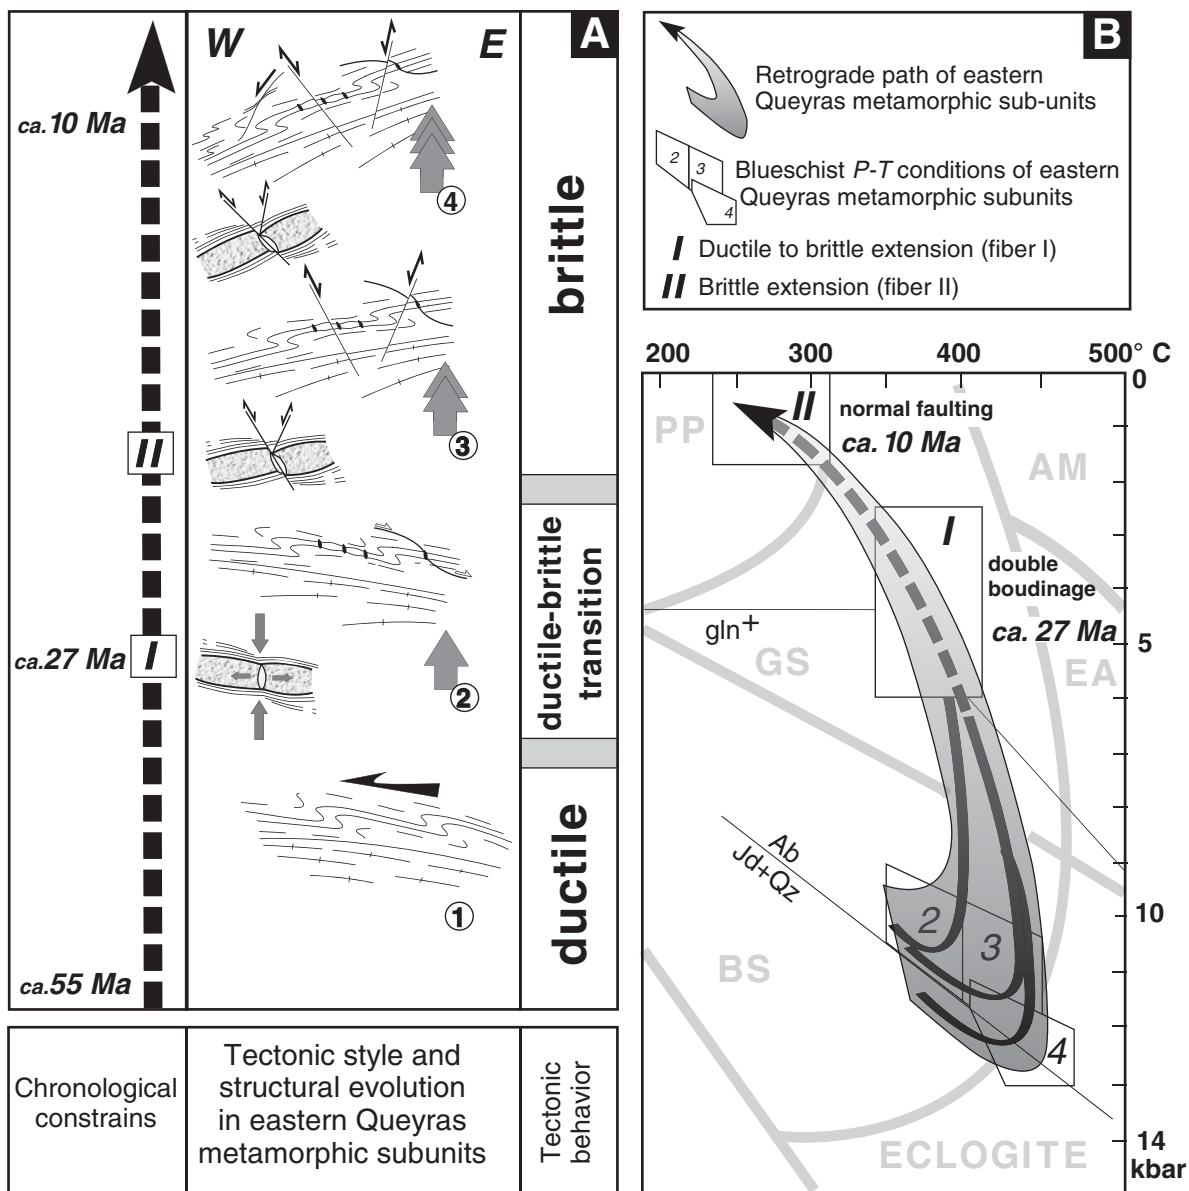 A
W
E
ca.10 Ma
4
brittle
3
II
ductile-brittle
transition
ca.27 Ma
I
2
ductile
1
ca.55 Ma
Chronological
constrains
Tectonic style and
structural evolution
in eastern Queyras
metamorphic subunits
Tectonic
behavior
B
Retrograde path of eastern
Queyras metamorphic sub-units
2
3
4
Blueschist P-T conditions of eastern
Queyras metamorphic subunits
I Ductile to brittle extension (fiber I)
II Brittle extension (fiber II)
200 300 400 500° C
0
PP
II
normal faulting
ca. 10 Ma
AM
I
double
boudinage
ca. 27 Ma
gln+
GS
5
EA
Ab
Jd+Qz
2
3
10
BS
4
ECLOGITE
14
kbar